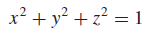 x² + y² + z² = 1